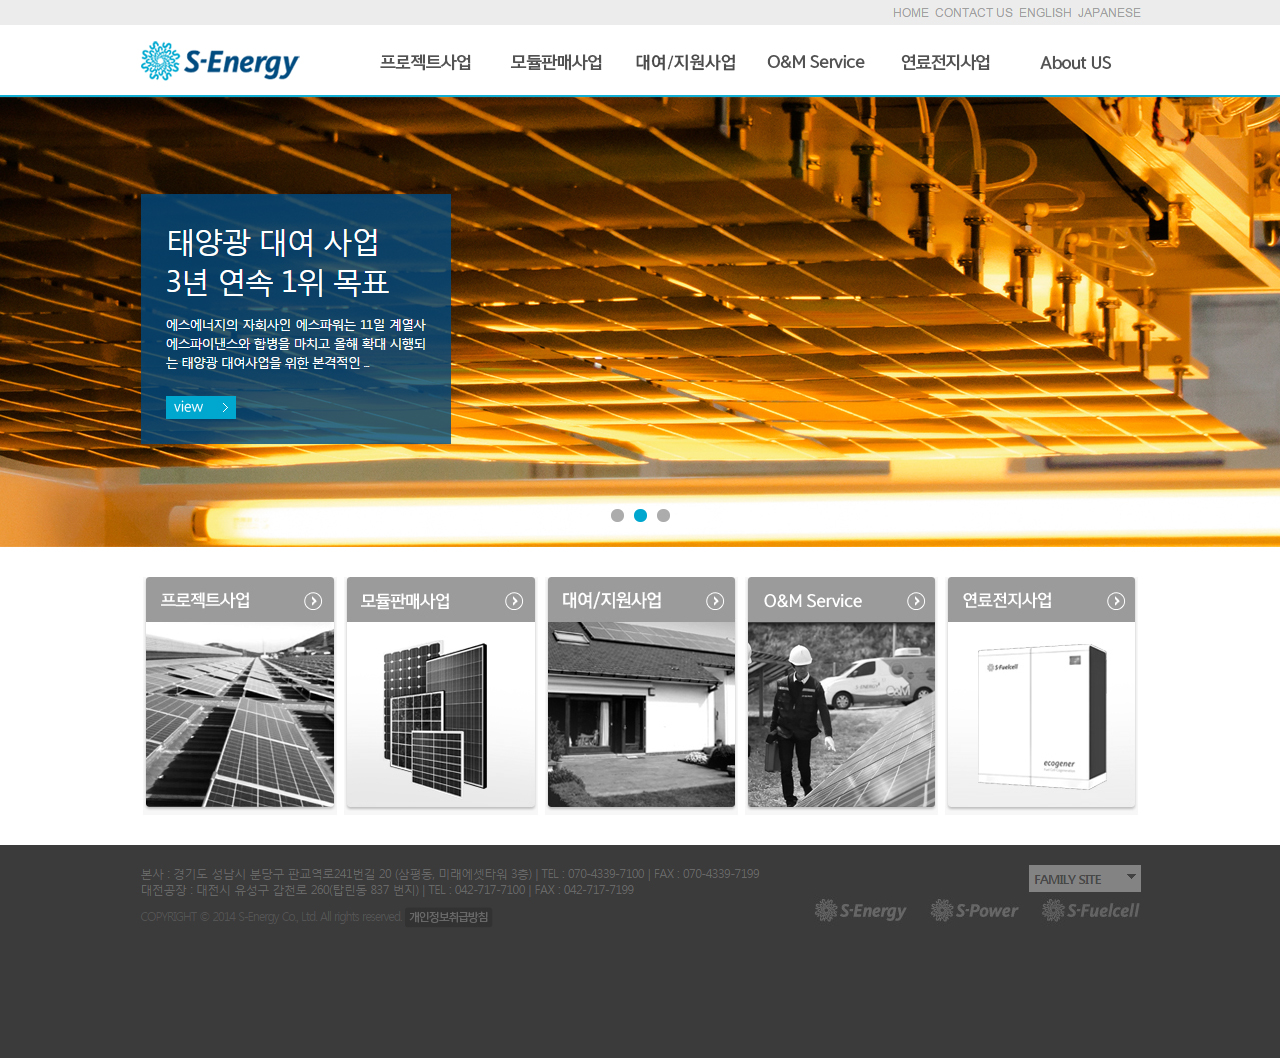 HOME CONTACT US ENGLISH JAPANESE
S-Energy
프로젝트사업 모듈판매사업 대여/지원사업 O&M Service 연료전지사업 About US
태양광 대여 사업
3년 연속 1위 목표
에스에너지의 자회사인 에스파워는 11일 계열사
에스파이낸스와 합병을 마치고 올해 확대 시행되
는 태양광 대여사업을 위한 본격적인 ...
view
프로젝트사업 모듈판매사업 대여/지원사업 O&M Service 연료전지사업
S-Fuelcell
O&M
ecogener
본사 : 경기도 성남시 분당구 판교역로241번길 20 (삼평동, 미래에셋타워 3층) | TEL : 070-4339-7100 | FAX : 070-4339-7199
대전공장 : 대전시 유성구 갑천로 260(탑립동 837 번지) | TEL : 042-717-7100 | FAX : 042-717-7199
COPYRIGHT © 2014 S-Energy Co., Ltd. All rights reserved. 개인정보취급방침
FAMILY SITE
S-Energy S-Power S-Fuelcell